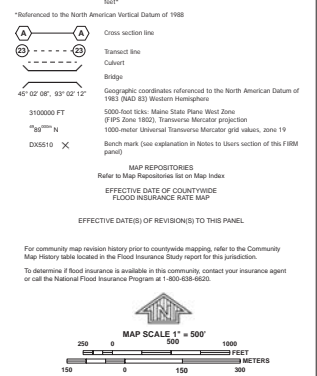 feet*
*Referenced to the North American Vertical Datum of 1988
A A Cross section line
23 23 Transect line
Culvert
Bridge
45° 02' 08", 93° 02' 12" Geographic coordinates referenced to the North American Datum of
1983 (NAD 83) Western Hemisphere
3100000 FT 5000-foot ticks: Maine State Plane West Zone
(FIPS Zone 1802), Transverse Mercator projection
89 N 1000-meter Universal Transverse Mercator grid values, zone 19
DX5510 Bench mark (see explanation in Notes to Users section of this FIRM
panel)
MAP REPOSITORIES
Refer to Map Repositories list on Map Index
EFFECTIVE DATE OF COUNTYWIDE
FLOOD INSURANCE RATE MAP
EFFECTIVE DATE(S) OF REVISION(S) TO THIS PANEL
For community map revision history prior to countywide mapping, refer to the Community
Map History table located in the Flood Insurance Study report for this jurisdiction.
To determine if flood insurance is available in this community, contact your insurance agent
or call the National Flood Insurance Program at 1-800-638-6620.
MAP SCALE 1" = 500'
250 0 500 1000
FEET
METERS
150 0 150 300